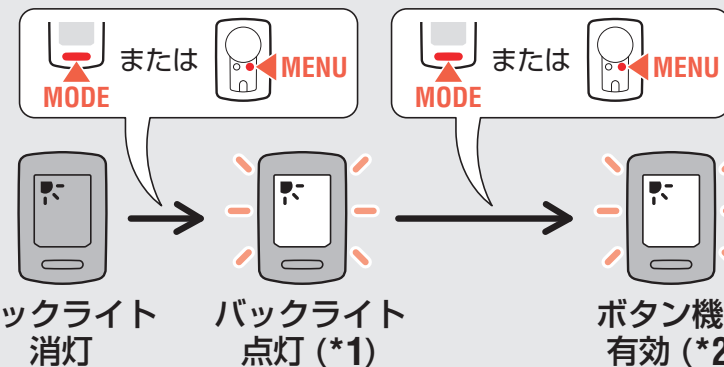 または
MENU
MODE
または
MENU
MODE
ックライト
消灯
バックライト
点灯 (*1)
ボタン機
有効 (*2